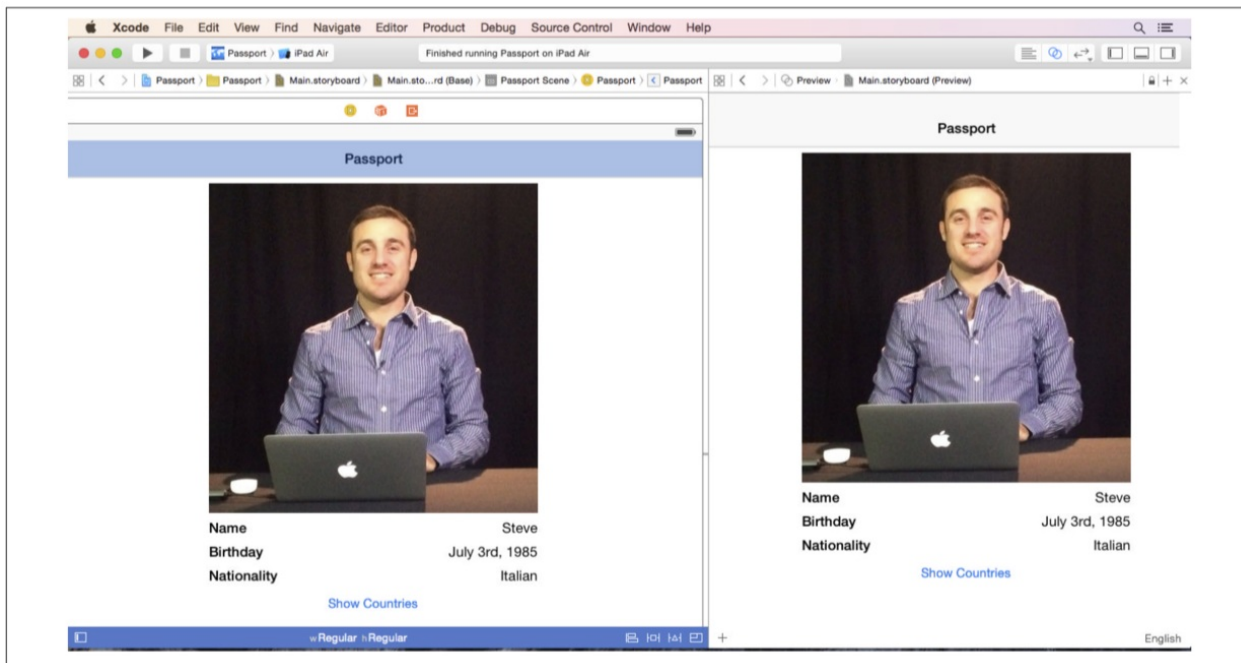 Xcode File Edit View Find Navigate Editor Product Debug Source Control Window Help
Passport iPad Air
Finished running Passport on iPad Air
Passport Passport Main.storyboard Main.sto...rd (Base) Passport Scene Passport Passport
Preview Main.storyboard (Preview)
Passport
Name Steve
Birthday July 3rd, 1985
Nationality Italian
Show Countries
wRegular hRegular
Passport
Name Steve
Birthday July 3rd, 1985
Nationality Italian
Show Countries
English